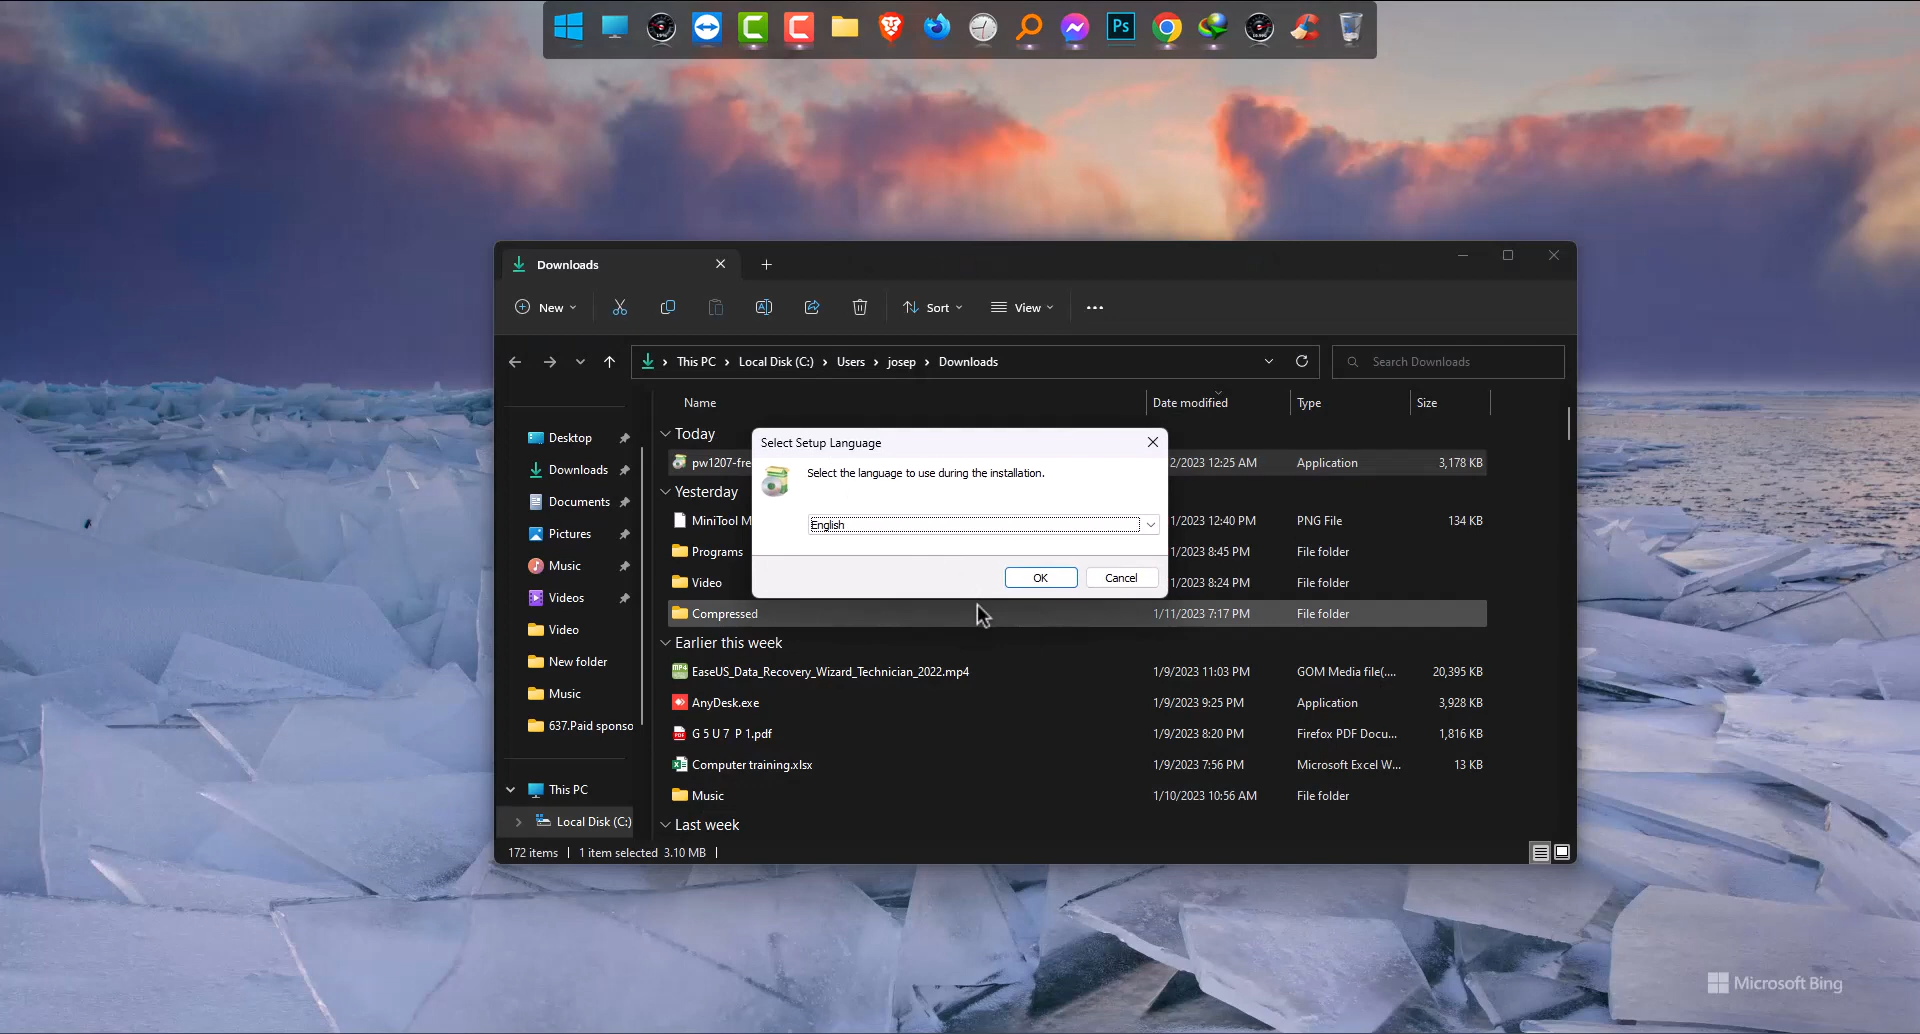 Ps
Downloads
New
Sort
View
This PC
Local Disk (C:)
Users
josep
Downloads
Search Downloads
Name
Date modified
Type
Size
Today
pw1207-fre
2/2023 12:25 AM
Application
3,178 KB
Yesterday
MiniTool M
1/2023 12:40 PM
PNG File
134 KB
Programs
1/2023 8:45 PM
File folder
Video
1/2023 8:24 PM
File folder
Compressed
1/11/2023 7:17 PM
File folder
Earlier this week
EaseUS_Data_Recovery_Wizard_Technician_2022.mp4
1/9/2023 11:03 PM
GOM Media file(....
20,395 KB
AnyDesk.exe
1/9/2023 9:25 PM
Application
3,928 KB
G 5 U 7 P 1.pdf
1/9/2023 8:20 PM
Firefox PDF Docu...
1,816 KB
Computer training.xlsx
1/9/2023 7:56 PM
Microsoft Excel W...
13 KB
Music
1/10/2023 10:56 AM
File folder
Last week
Desktop
Downloads
Documents
Pictures
Music
Videos
Video
New folder
Music
637.Paid sponso
This PC
Local Disk (C:)
172 items
1 item selected 3.10 MB
Select Setup Language
Select the language to use during the installation.
English
OK
Cancel
Microsoft Bing